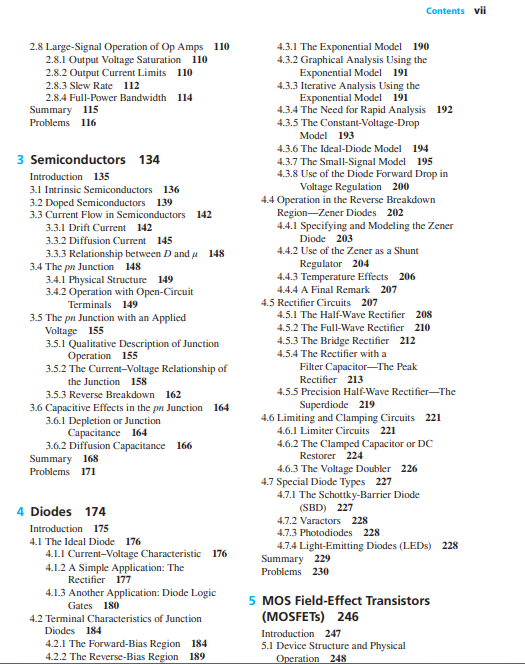 Contents vii
2.8 Large-Signal Operation of Op Amps 110
2.8.1 Output Voltage Saturation 110
2.8.2 Output Current Limits 110
2.8.3 Slew Rate 112
2.8.4 Full-Power Bandwidth 114
Summary 115
Problems 116
3 Semiconductors 134
Introduction 135
3.1 Intrinsic Semiconductors 136
3.2 Doped Semiconductors 139
3.3 Current Flow in Semiconductors 142
3.3.1 Drift Current 142
3.3.2 Diffusion Current 145
3.3.3 Relationship between D and μ 148
3.4 The pn Junction 148
3.4.1 Physical Structure 149
3.4.2 Operation with Open-Circuit
Terminals 149
3.5 The pn Junction with an Applied
Voltage 155
3.5.1 Qualitative Description of Junction
Operation 155
3.5.2 The Current–Voltage Relationship of
the Junction 158
3.5.3 Reverse Breakdown 162
3.6 Capacitive Effects in the pn Junction 164
3.6.1 Depletion or Junction
Capacitance 164
3.6.2 Diffusion Capacitance 166
Summary 168
Problems 171
4 Diodes 174
Introduction 175
4.1 The Ideal Diode 176
4.1.1 Current–Voltage Characteristic 176
4.1.2 A Simple Application: The
Rectifier 177
4.1.3 Another Application: Diode Logic
Gates 180
4.2 Terminal Characteristics of Junction
Diodes 184
4.2.1 The Forward-Bias Region 184
4.2.2 The Reverse-Bias Region 189
4.3.1 The Exponential Model 190
4.3.2 Graphical Analysis Using the
Exponential Model 191
4.3.3 Iterative Analysis Using the
Exponential Model 191
4.3.4 The Need for Rapid Analysis 192
4.3.5 The Constant-Voltage-Drop
Model 193
4.3.6 The Ideal-Diode Model 194
4.3.7 The Small-Signal Model 195
4.3.8 Use of the Diode Forward Drop in
Voltage Regulation 200
4.4 Operation in the Reverse Breakdown
Region—Zener Diodes 202
4.4.1 Specifying and Modeling the Zener
Diode 203
4.4.2 Use of the Zener as a Shunt
Regulator 204
4.4.3 Temperature Effects 206
4.4.4 A Final Remark 207
4.5 Rectifier Circuits 207
4.5.1 The Half-Wave Rectifier 208
4.5.2 The Full-Wave Rectifier 210
4.5.3 The Bridge Rectifier 212
4.5.4 The Rectifier with a
Filter Capacitor—The Peak
Rectifier 213
4.5.5 Precision Half-Wave Rectifier—The
Superdiode 219
4.6 Limiting and Clamping Circuits 221
4.6.1 Limiter Circuits 221
4.6.2 The Clamped Capacitor or DC
Restorer 224
4.6.3 The Voltage Doubler 226
4.7 Special Diode Types 227
4.7.1 The Schottky-Barrier Diode
(SBD) 227
4.7.2 Varactors 228
4.7.3 Photodiodes 228
4.7.4 Light-Emitting Diodes (LEDs) 228
Summary 229
Problems 230
5 MOS Field-Effect Transistors
(MOSFETs) 246
Introduction 247
5.1 Device Structure and Physical
Operation 248